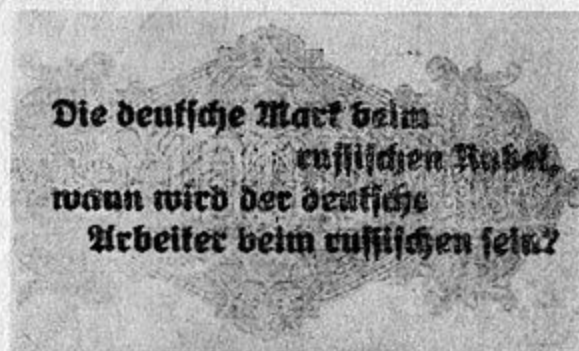 Die deutsche Mark beim
russischen Rubel,
wann wird der deutsche
Arbeiter beim russischen sein?